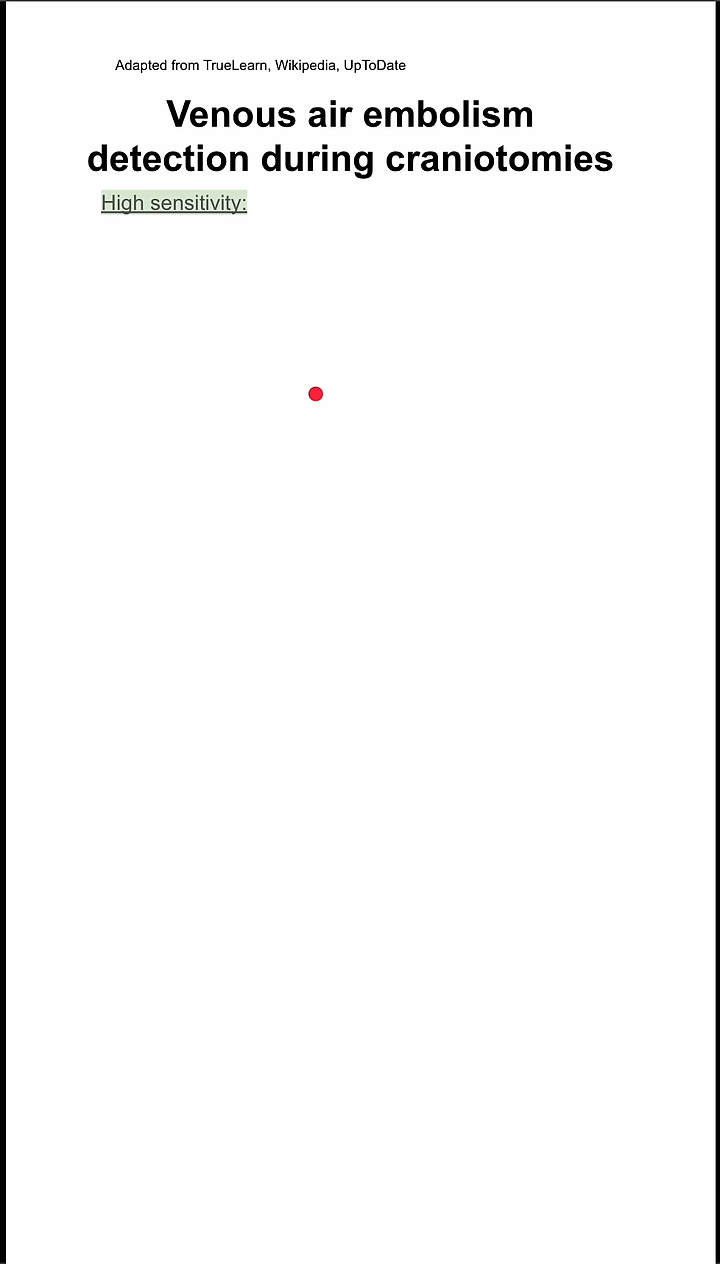 Adapted from TrueLearn, Wikipedia, UpToDate
Venous air embolism
detection during craniotomies
High sensitivity: